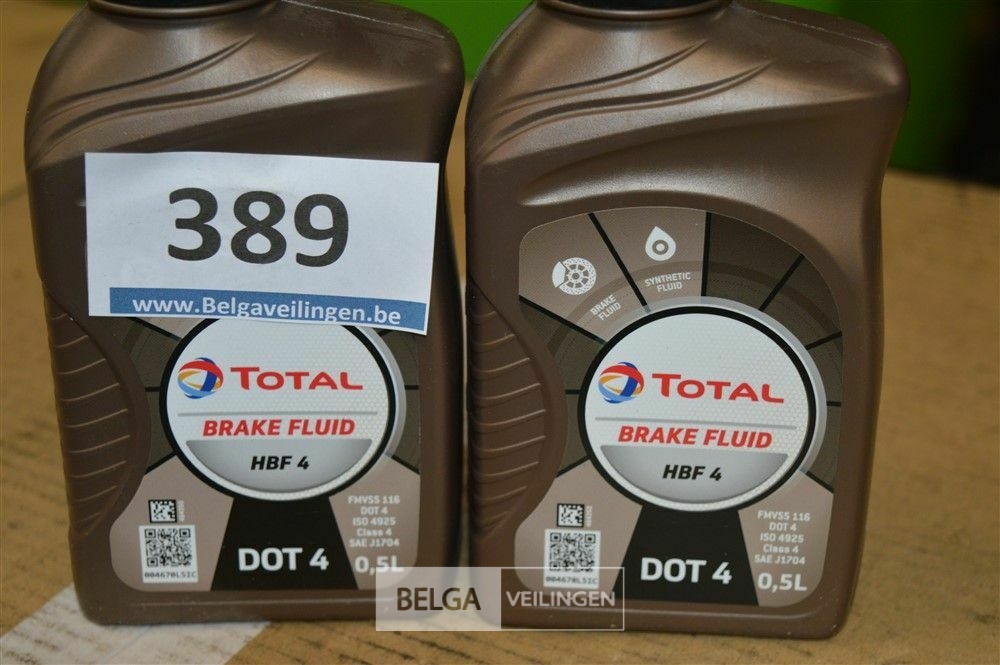 389
www.Belgaveilingen.be
TOTAL
BRAKE FLUID
HBF 4
FMVSS 116
DOT 4
ISO 4925
Class 4
SAE J1704
DOT 4
0,5L
004670L5IC
BRAKE
FLUID
SYNTHETIC
FLUID
TOTAL
BRAKE FLUID
HBF 4
FMVSS 116
DOT 4
ISO 4925
Class 4
SAE J1704
DOT 4
0,5L
004670L5IC
BELGA VEILINGEN